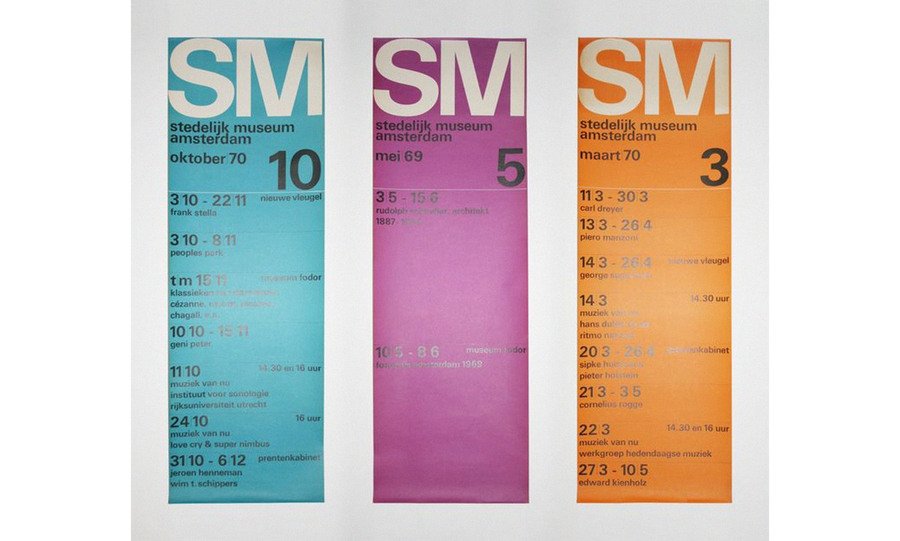 SM
stedelijk museum
amsterdam
oktober 70
10
3 10 - 22 11 nieuwe vleugel
frank stella
3 10 - 8 11
peoples park
t m 15 11 museum fodor
klassieken
cézanne,
chagall, e.a.
10 10 - 15 11
geni peter
11 10 14.30 en 16 uur
muziek van nu
instituut voor sonologie
rijksuniversiteit utrecht
24 10 16 uur
muziek van nu
love cry & super nimbus
31 10 - 6 12 prentenkabinet
jeroen henneman
wim t. schippers
SM
stedelijk museum
amsterdam
mei 69
5
3 5 - 15 6
rudolph architekt
1887-
10 5 - 8 6 museum fodor
amsterdam 1969
SM
stedelijk museum
amsterdam
maart 70
3
11 3 - 30 3
carl dreyer
13 3 - 26 4
piero manzoni
14 3 - 26 4 nieuwe vleugel
george
14 3 14.30 uur
muziek van nu
hans
ritmo
20 3 - 26 4 prentenkabinet
sipke
pieter holstein
21 3 - 3 5
cornelius rogge
22 3 14.30 en 16 uur
muziek van nu
werkgroep hedendaagse muziek
27 3 - 10 5
edward kienholz